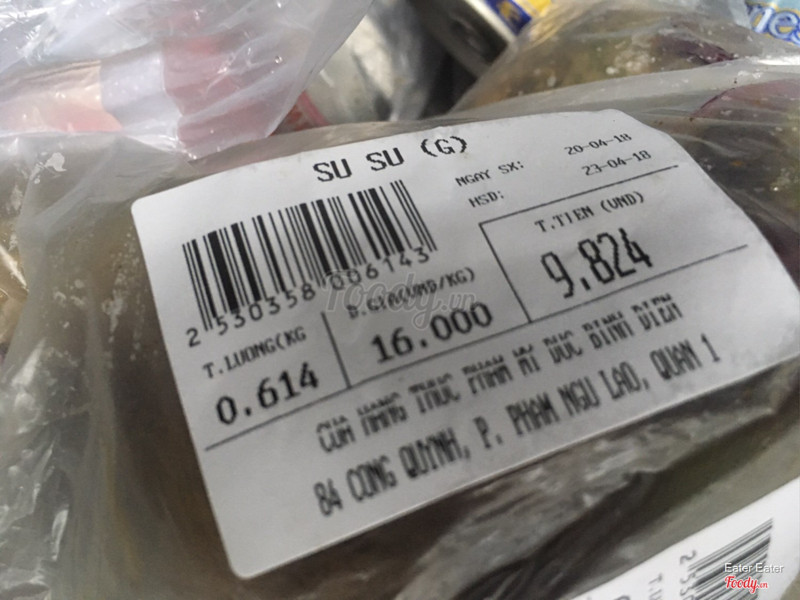 SU SU (G)
NGAY SX: 20-04-18
HSD: 23-04-18
2 530358 006143
T.LUONG(KG
0.614
D.GIA(VND/KG)
16.000
T.TIEN (VND)
9.824
CUA HANG THUC PHAM MI DUC BINH DIEN
84 CONG QUYNH, P. PHAM NGU LAO, QUAN 1
Foody.vn
Eater Eater
Foody.vn